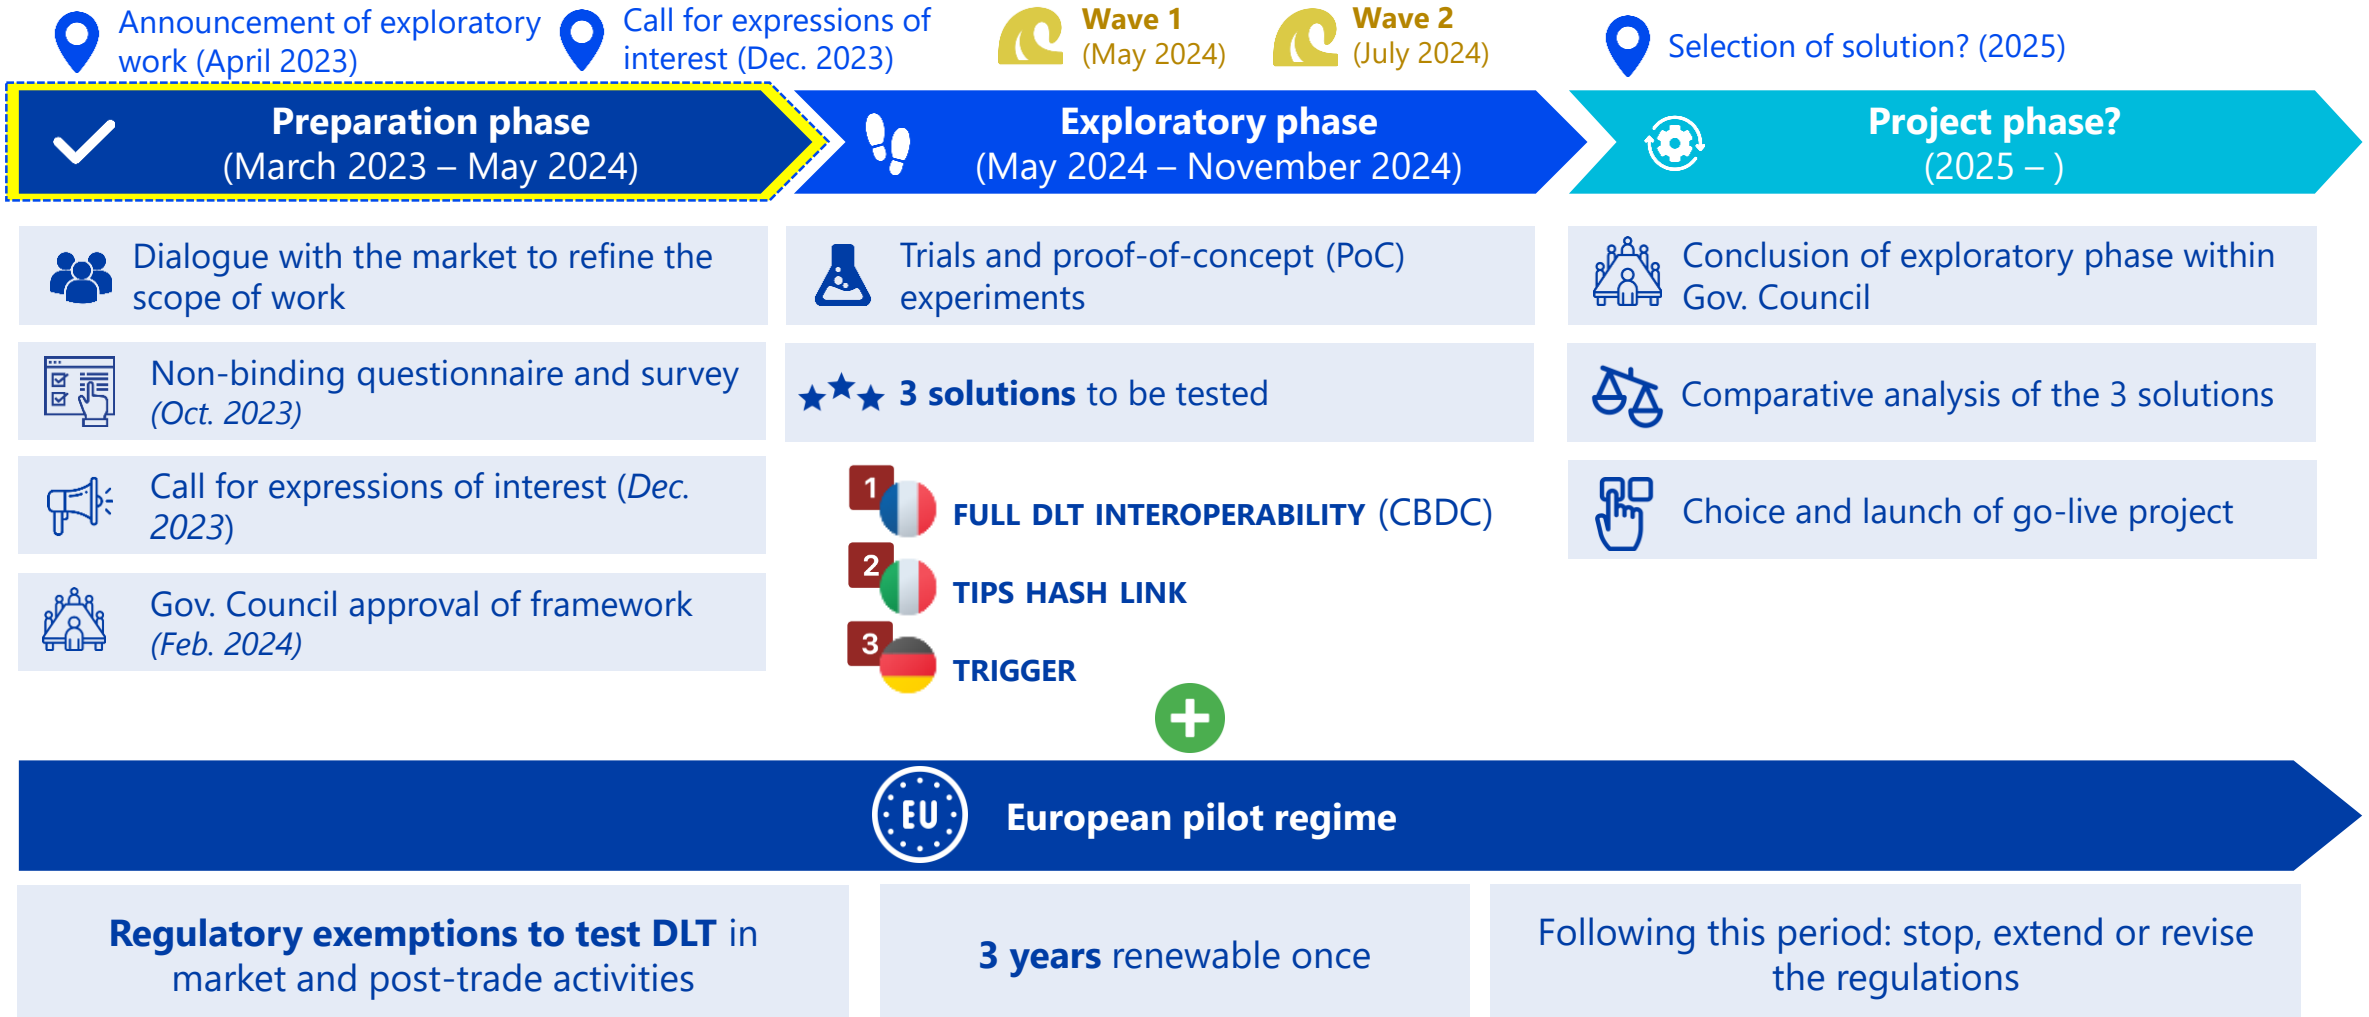 Announcement of exploratory
work (April 2023)
Call for expressions of
interest (Dec. 2023)
Wave 1
(May 2024)
Wave 2
(July 2024)
Selection of solution? (2025)
Preparation phase
(March 2023 – May 2024)
Exploratory phase
(May 2024 – November 2024)
Project phase?
(2025 – )
Dialogue with the market to refine the
scope of work
Non-binding questionnaire and survey
(Oct. 2023)
Call for expressions of interest (Dec.
2023)
Gov. Council approval of framework
(Feb. 2024)
Trials and proof-of-concept (PoC)
experiments
3 solutions to be tested
1
FULL DLT INTEROPERABILITY (CBDC)
2
TIPS HASH LINK
3
TRIGGER
Conclusion of exploratory phase within
Gov. Council
Comparative analysis of the 3 solutions
Choice and launch of go-live project
EU
European pilot regime
Regulatory exemptions to test DLT in
market and post-trade activities
3 years renewable once
Following this period: stop, extend or revise
the regulations